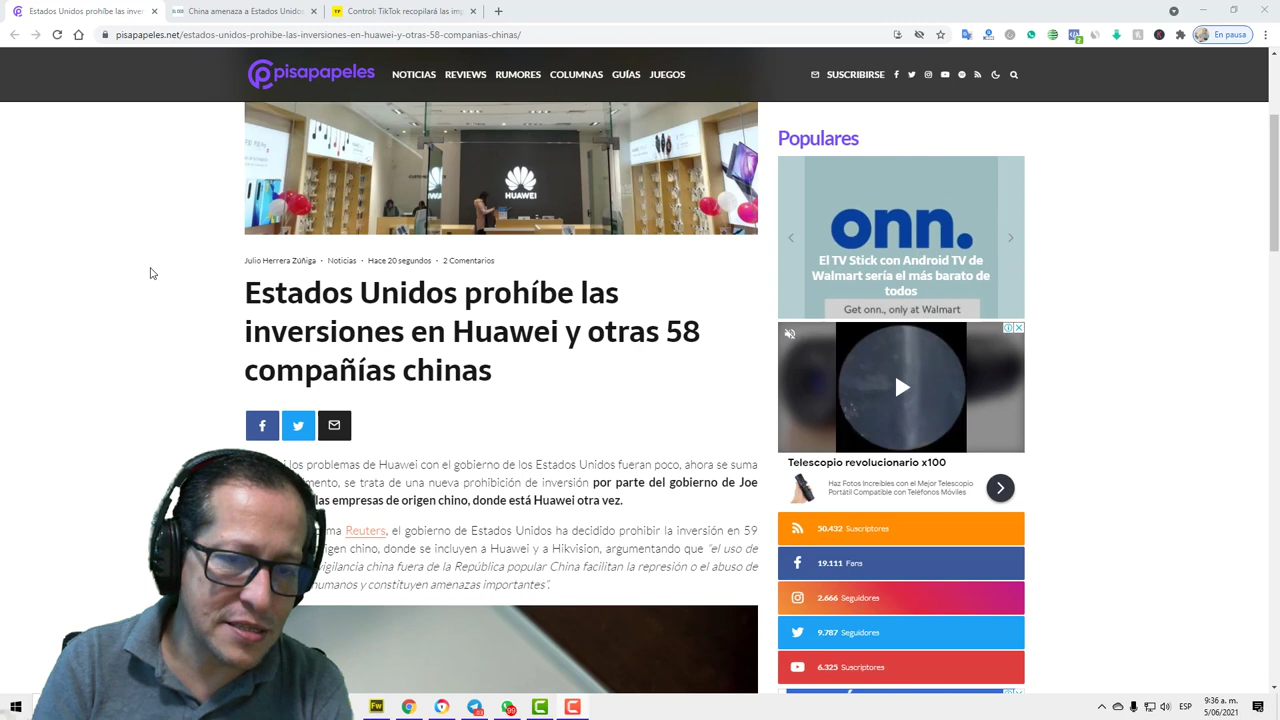 Estados Unidos prohíbe las inver
China amenaza a Estados Unidos
Control: TikTok recopilará las imp
pisapapeles.net/estados-unidos-prohibe-las-inversiones-en-huawei-y-otras-58-companias-chinas/
En pausa
pisapapeles
NOTICIAS REVIEWS RUMORES COLUMNAS GUÍAS JUEGOS
SUSCRIBIRSE
HUAWEI
Julio Herrera Zúñiga · Noticias · Hace 20 segundos · 2 Comentarios
Estados Unidos prohíbe las
inversiones en Huawei y otras 58
compañías chinas
los problemas de Huawei con el gobierno de los Estados Unidos fueran poco, ahora se suma
se trata de una nueva prohibición de inversión por parte del gobierno de Joe
las empresas de origen chino, donde está Huawei otra vez.
Reuters, el gobierno de Estados Unidos ha decidido prohibir la inversión en 59
chino, donde se incluyen a Huawei y a Hikvision, argumentando que "el uso de
vigilancia china fuera de la República popular China facilitan la represión o el abuso de
humanos y constituyen amenazas importantes".
Populares
onn.
El TV Stick con Android TV de
Walmart sería el más barato de
todos
Get onn., only at Walmart
Telescopio revolucionario x100
Haz Fotos Increíbles con el Mejor Telescopio
Portátil Compatible con Teléfonos Móviles
50.432 Suscriptores
19.111 Fans
2.666 Seguidores
9.787 Seguidores
6.325 Suscriptores
Fw
99
ESP
9:36 a. m.
5/06/2021